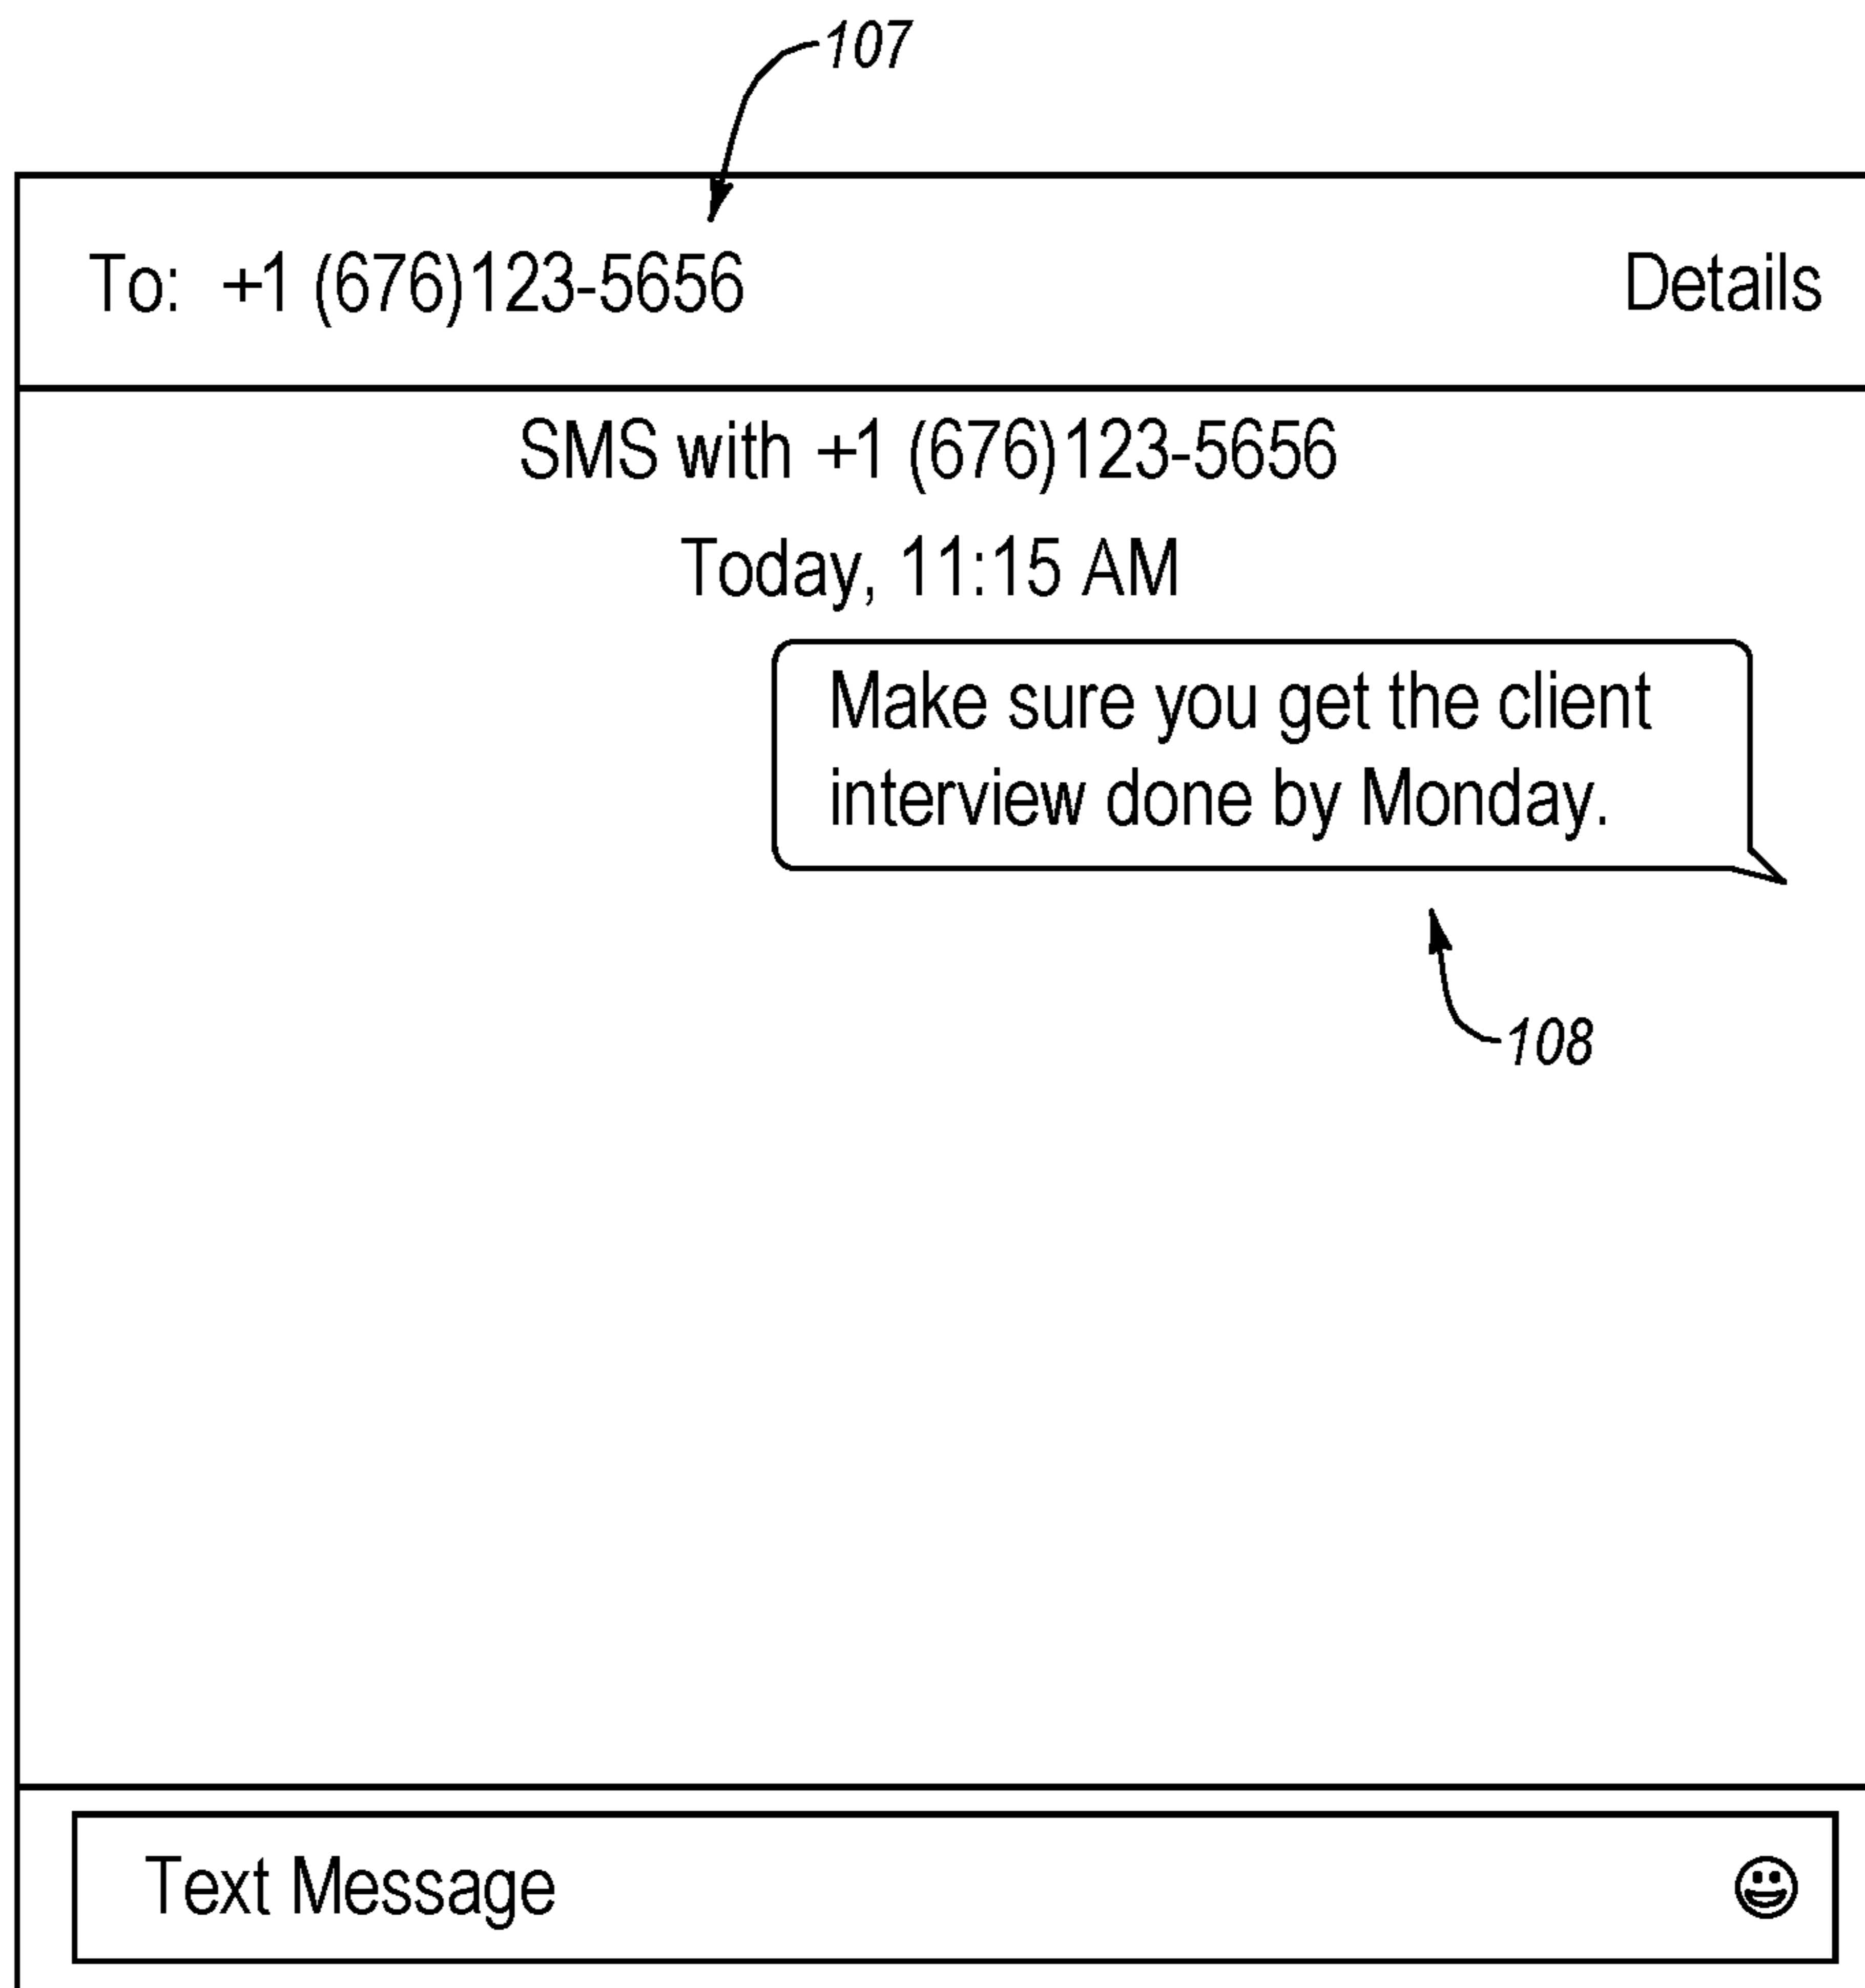 107
To: +1 (676)123-5656 Details
SMS with +1 (676)123-5656
Today, 11:15 AM
Make sure you get the client
interview done by Monday.
108
Text Message